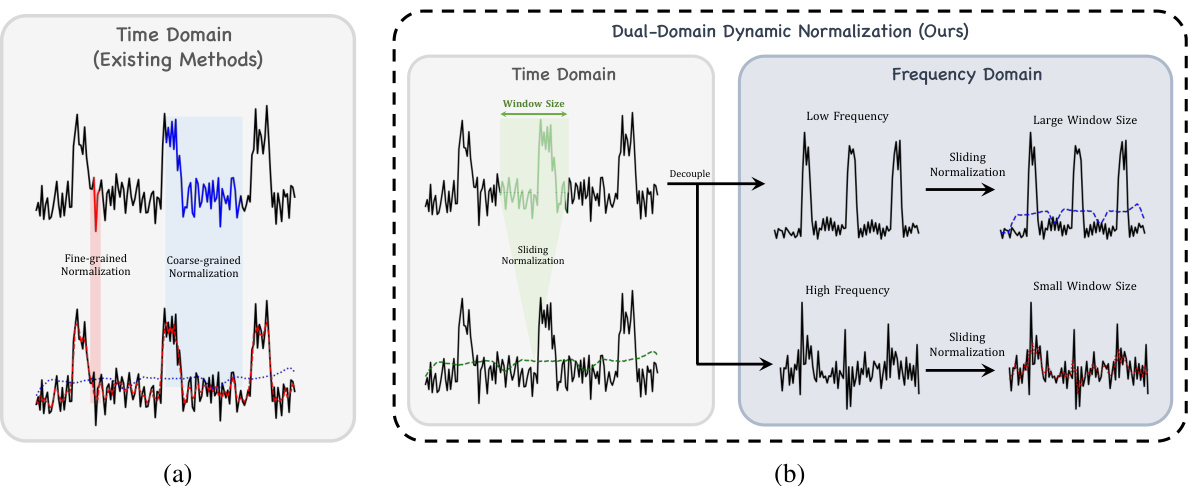 Time Domain
(Existing Methods)
Fine-grained
Normalization
Coarse-grained
Normalization
(a)
Dual-Domain Dynamic Normalization (Ours)
Time Domain
Window Size
Sliding
Normalization
Decouple
Frequency Domain
Low Frequency
Sliding
Normalization
Large Window Size
High Frequency
Sliding
Normalization
Small Window Size
(b)